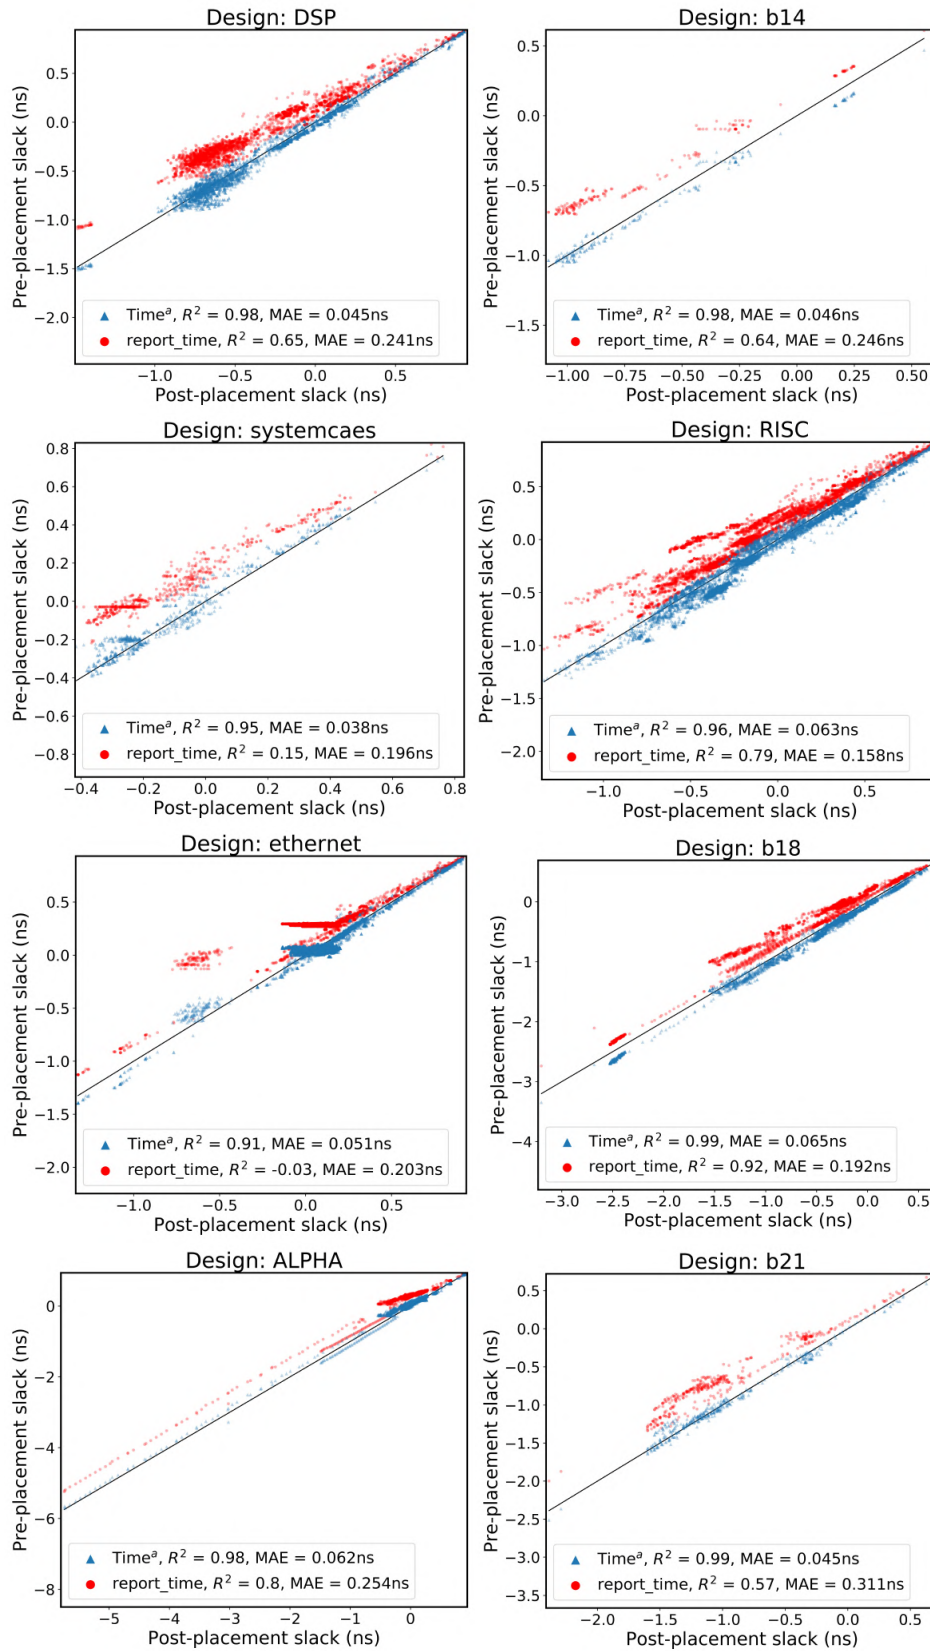 Design: DSP
Pre-placement slack (ns)
0.5
0.0
−0.5
−1.0
−1.5
−2.0
Time^a, R² = 0.98, MAE = 0.045ns
report_time, R² = 0.65, MAE = 0.241ns
−1.0 −0.5 0.0 0.5
Post-placement slack (ns)
Design: b14
Pre-placement slack (ns)
0.5
0.0
−0.5
−1.0
−1.5
Time^a, R² = 0.98, MAE = 0.046ns
report_time, R² = 0.64, MAE = 0.246ns
−1.00 −0.75 −0.50 −0.25 0.00 0.25 0.50
Post-placement slack (ns)
Design: systemcaes
Pre-placement slack (ns)
0.8
0.6
0.4
0.2
0.0
−0.2
−0.4
−0.6
−0.8
Time^a, R² = 0.95, MAE = 0.038ns
report_time, R² = 0.15, MAE = 0.196ns
−0.4 −0.2 0.0 0.2 0.4 0.6 0.8
Post-placement slack (ns)
Design: RISC
Pre-placement slack (ns)
0.5
0.0
−0.5
−1.0
−1.5
−2.0
Time^a, R² = 0.96, MAE = 0.063ns
report_time, R² = 0.79, MAE = 0.158ns
−1.0 −0.5 0.0 0.5
Post-placement slack (ns)
Design: ethernet
Pre-placement slack (ns)
0.5
0.0
−0.5
−1.0
−1.5
−2.0
Time^a, R² = 0.91, MAE = 0.051ns
report_time, R² = -0.03, MAE = 0.203ns
−1.0 −0.5 0.0 0.5
Post-placement slack (ns)
Design: b18
Pre-placement slack (ns)
0
−1
−2
−3
−4
Time^a, R² = 0.99, MAE = 0.065ns
report_time, R² = 0.92, MAE = 0.192ns
−3.0 −2.5 −2.0 −1.5 −1.0 −0.5 0.0 0.5
Post-placement slack (ns)
Design: ALPHA
Pre-placement slack (ns)
0
−2
−4
−6
−8
Time^a, R² = 0.98, MAE = 0.062ns
report_time, R² = 0.8, MAE = 0.254ns
−5 −4 −3 −2 −1 0
Post-placement slack (ns)
Design: b21
Pre-placement slack (ns)
0.5
0.0
−0.5
−1.0
−1.5
−2.0
−2.5
−3.0
−3.5
Time^a, R² = 0.99, MAE = 0.045ns
report_time, R² = 0.57, MAE = 0.311ns
−2.0 −1.5 −1.0 −0.5 0.0 0.5
Post-placement slack (ns)